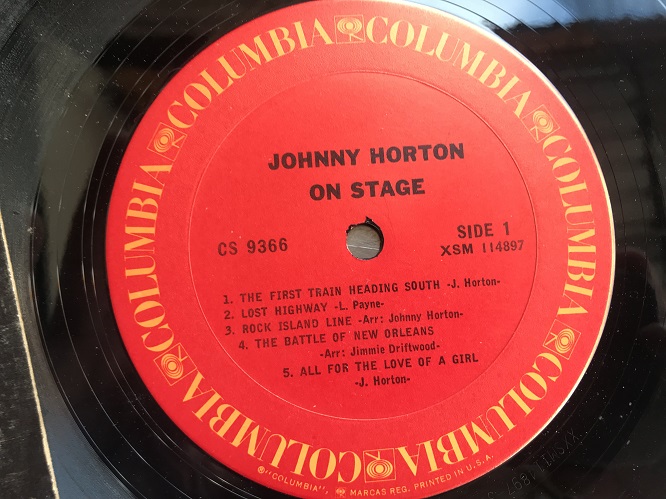 COLUMBIA COLUMBIA COLUMBIA COLUMBIA COLUMBIA COLUMBIA
JOHNNY HORTON
ON STAGE
CS 9366
SIDE 1
XSM 114897
1. THE FIRST TRAIN HEADING SOUTH -J. Horton-
2. LOST HIGHWAY -L. Payne-
3. ROCK ISLAND LINE -Arr: Johnny Horton-
4. THE BATTLE OF NEW ORLEANS
-Arr: Jimmie Driftwood-
5. ALL FOR THE LOVE OF A GIRL
-J. Horton-
®"COLUMBIA", MARCAS REG. PRINTED IN U.S.A.